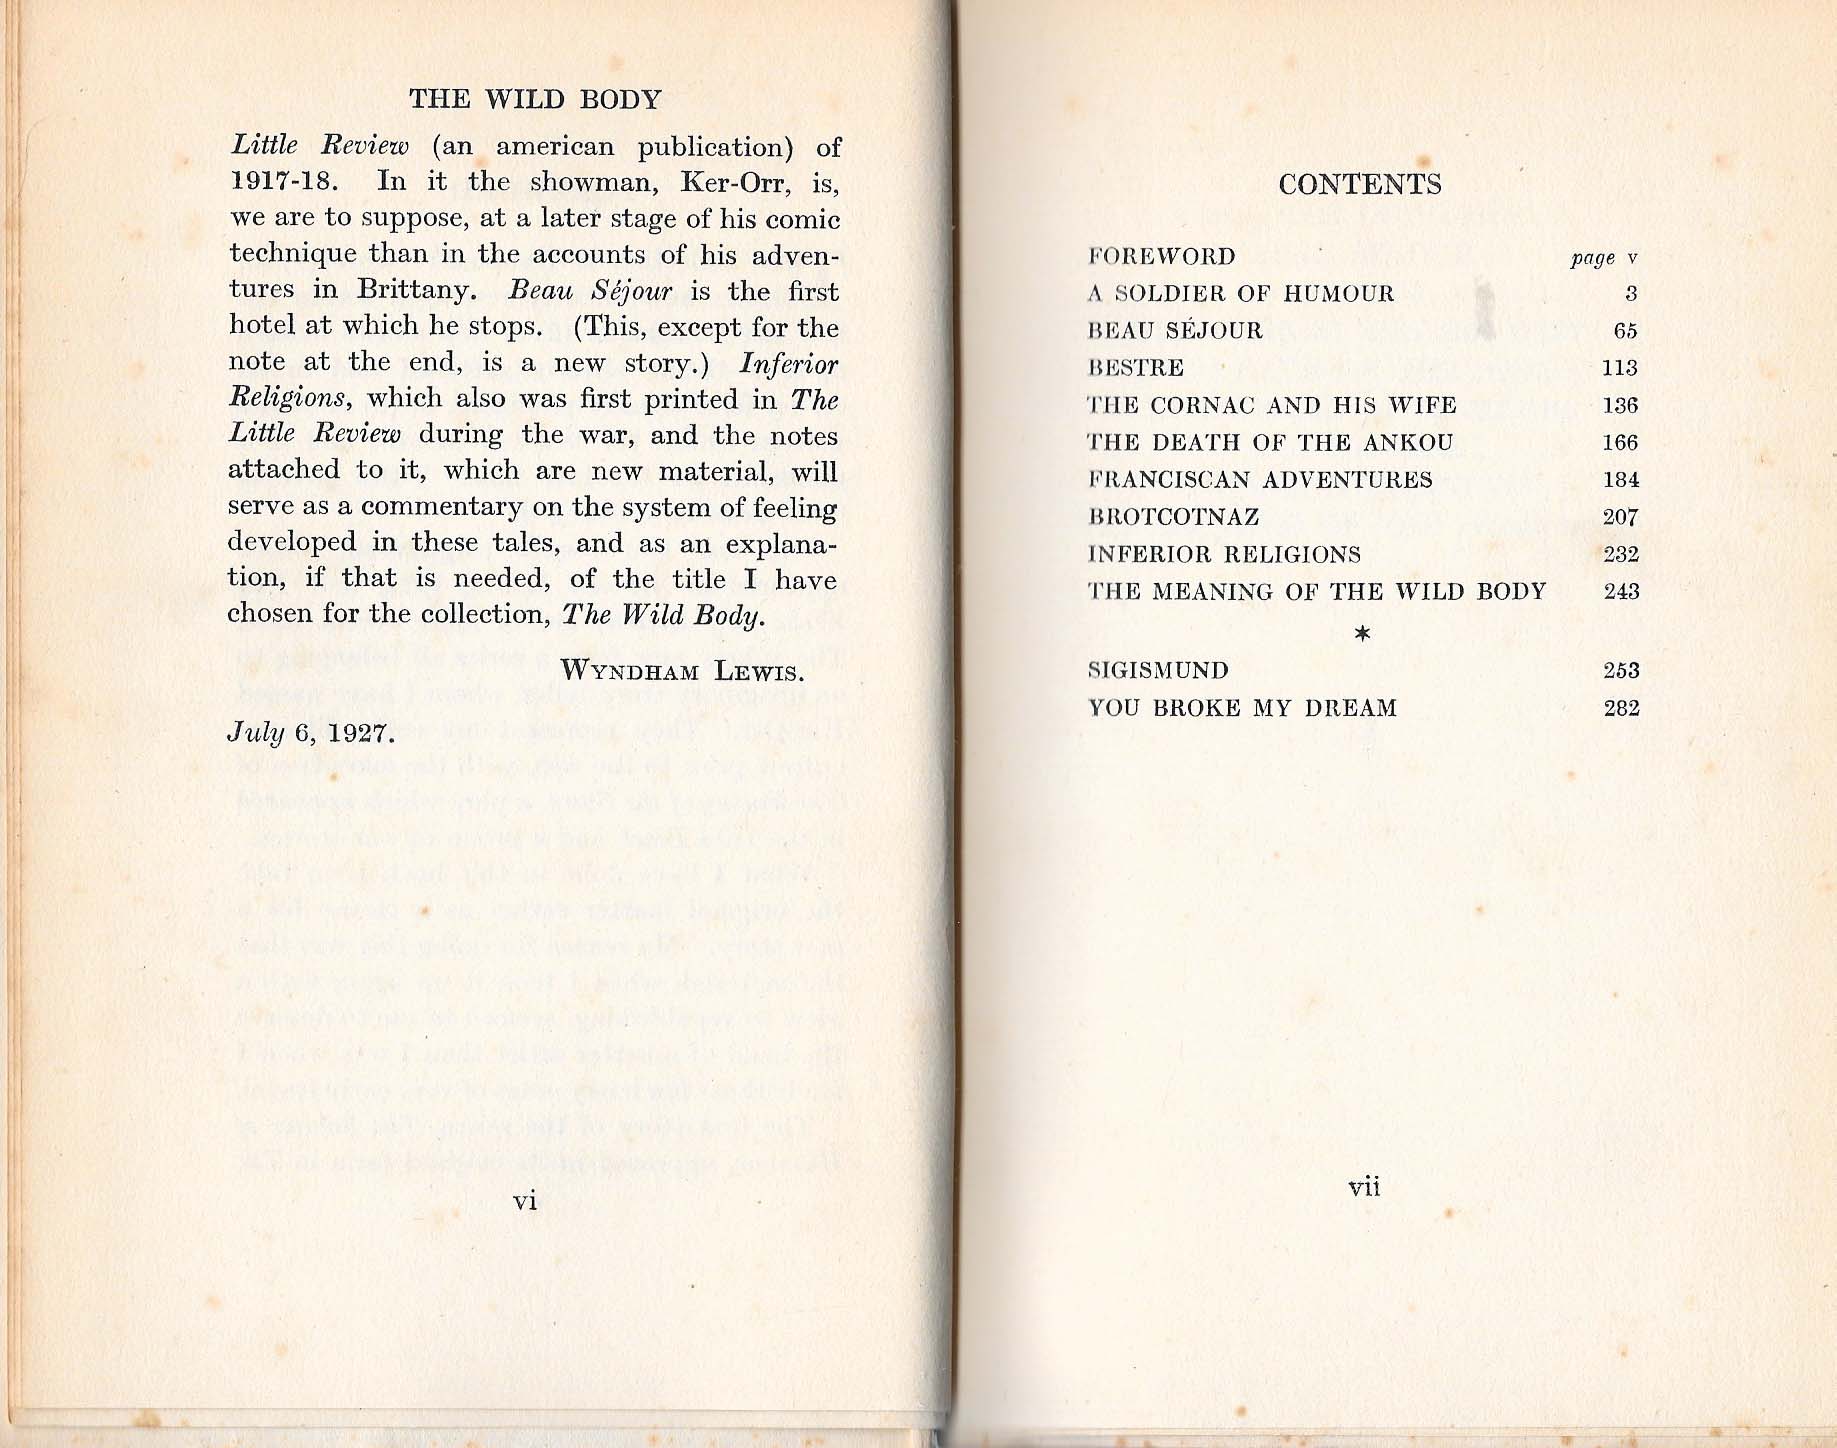 THE WILD BODY
Little Review (an american publication) of
1917-18. In it the showman, Ker-Orr, is,
we are to suppose, at a later stage of his comic
technique than in the accounts of his adven-
tures in Brittany. Beau Séjour is the first
hotel at which he stops. (This, except for the
note at the end, is a new story.) Inferior
Religions, which also was first printed in The
Little Review during the war, and the notes
attached to it, which are new material, will
serve as a commentary on the system of feeling
developed in these tales, and as an explana-
tion, if that is needed, of the title I have
chosen for the collection, The Wild Body.
WYNDHAM LEWIS.
July 6, 1927.
vi
CONTENTS
FOREWORD page v
A SOLDIER OF HUMOUR 3
BEAU SÉJOUR 65
BESTRE 113
THE CORNAC AND HIS WIFE 136
THE DEATH OF THE ANKOU 166
FRANCISCAN ADVENTURES 184
BROTCOTNAZ 207
INFERIOR RELIGIONS 232
THE MEANING OF THE WILD BODY 243
*
SIGISMUND 253
YOU BROKE MY DREAM 282
vii